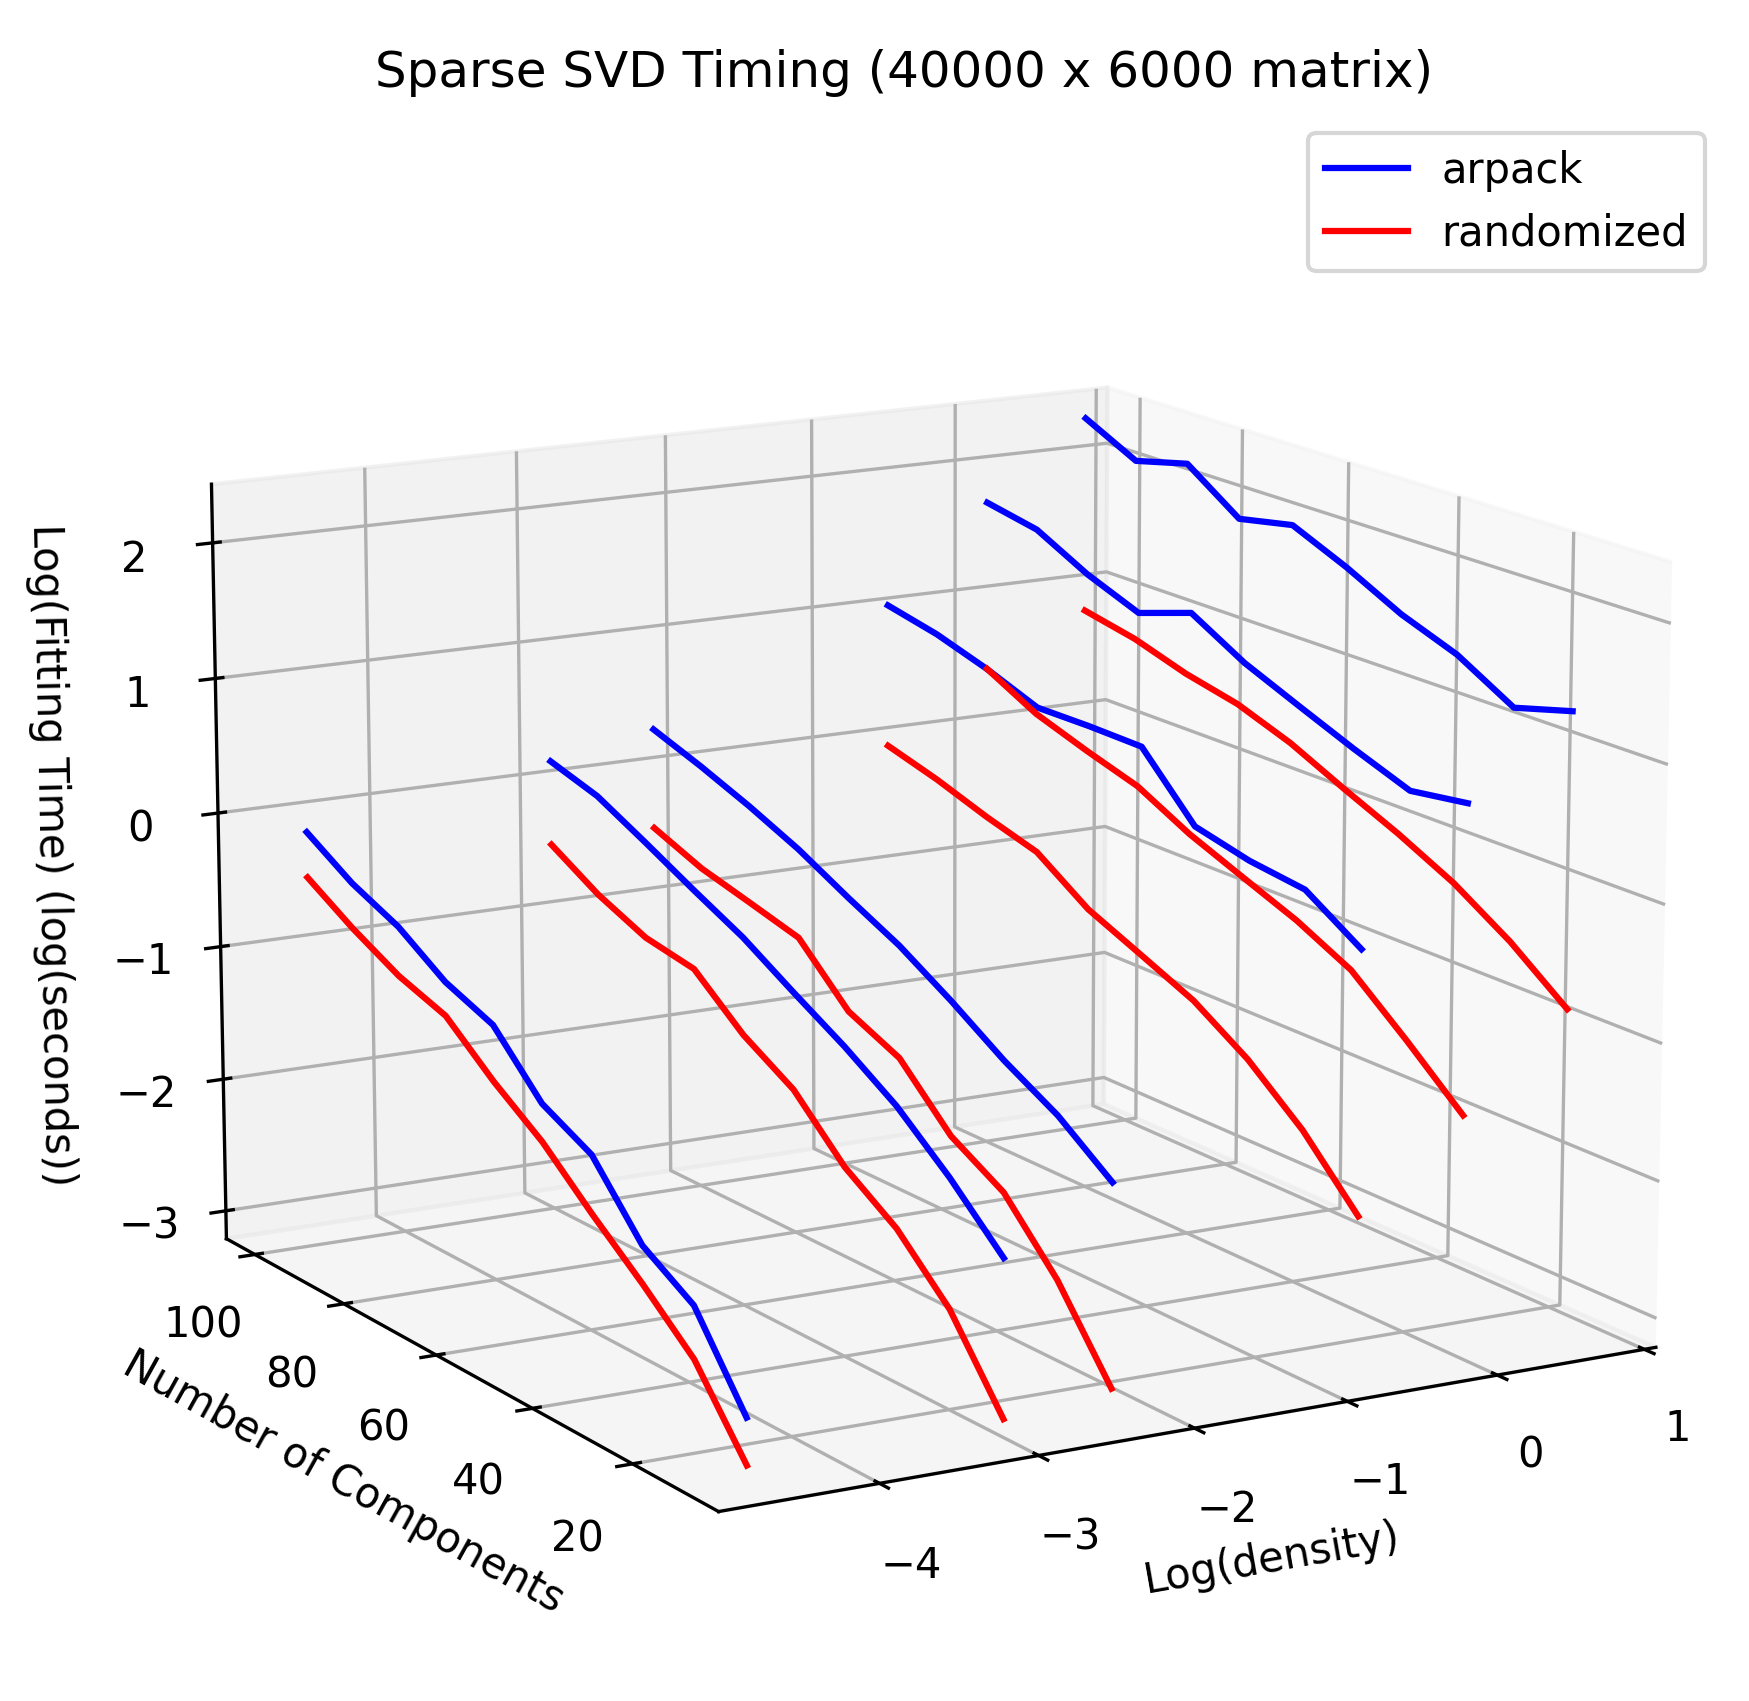 Sparse SVD Timing (40000 x 6000 matrix)
arpack
randomized
Log(Fitting Time) (log(seconds))
2
1
0
−1
−2
−3
100
80
60
40
20
Number of Components
−4
−3
−2
−1
0
1
Log(density)